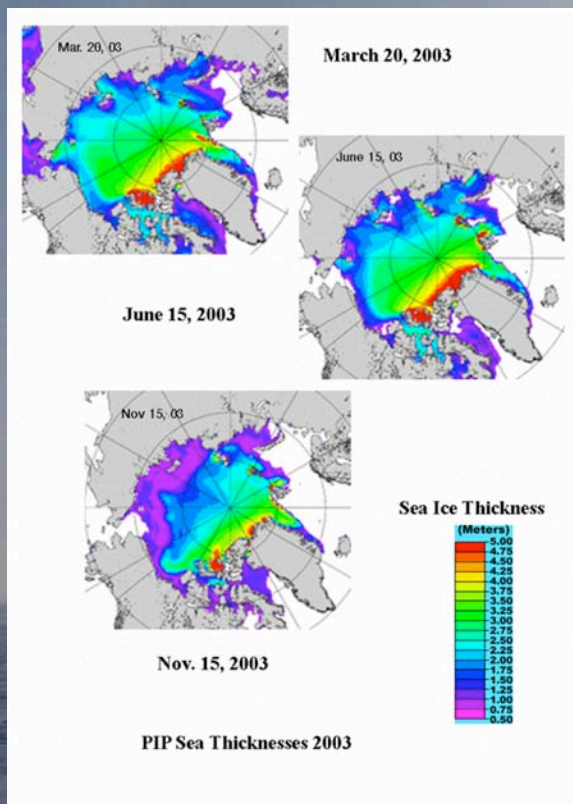 Mar. 20, 03
March 20, 2003
June 15, 03
June 15, 2003
Nov 15, 03
Sea Ice Thickness
(Meters)
5.00
4.75
4.50
4.25
4.00
3.75
3.50
3.25
3.00
2.75
2.50
2.25
2.00
1.75
1.50
1.25
1.00
0.75
0.50
Nov. 15, 2003
PIP Sea Thicknesses 2003